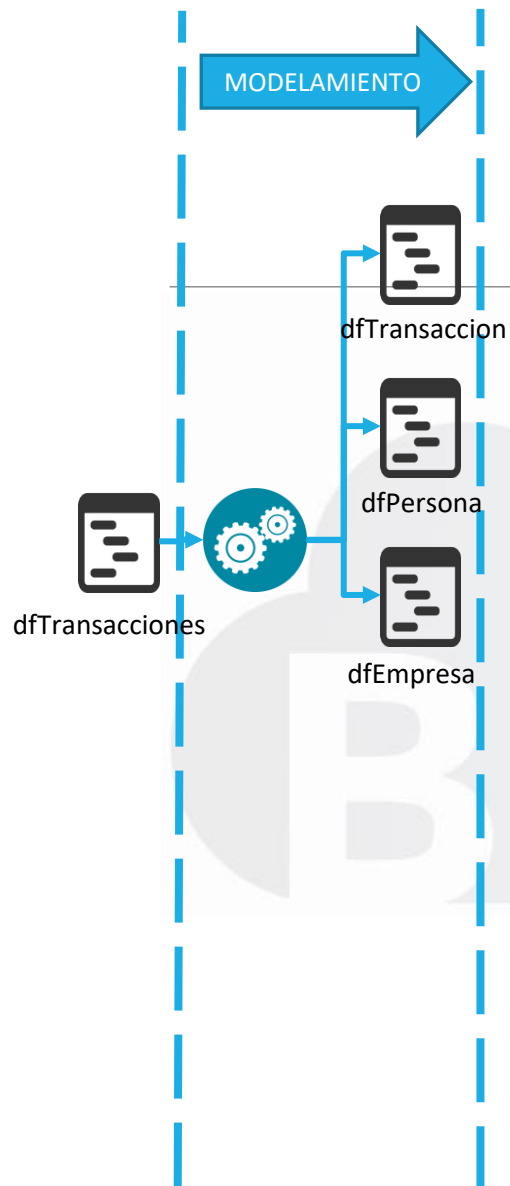 MODELAMIENTO
dfTransaccion
dfPersona
dfTransacciones
dfEmpresa
B